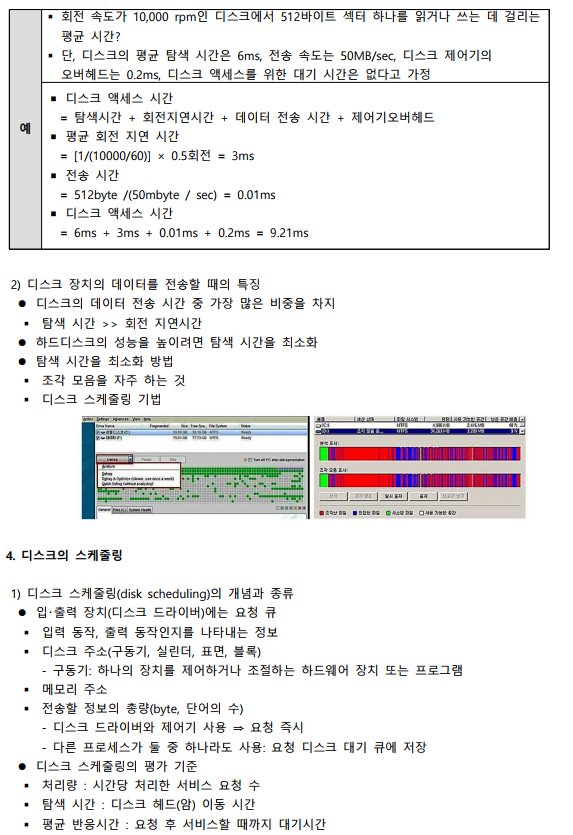 ▪ 회전 속도가 10,000 rpm인 디스크에서 512바이트 섹터 하나를 읽거나 쓰는 데 걸리는
평균 시간?
▪ 단, 디스크의 평균 탐색 시간은 6ms, 전송 속도는 50MB/sec, 디스크 제어기의
오버헤드는 0.2ms, 디스크 액세스를 위한 대기 시간은 없다고 가정
예
▪ 디스크 액세스 시간
= 탐색시간 + 회전지연시간 + 데이터 전송 시간 + 제어기오버헤드
▪ 평균 회전 지연 시간
= [1/(10000/60)] × 0.5회전 = 3ms
▪ 전송 시간
= 512byte /(50mbyte / sec) = 0.01ms
▪ 디스크 액세스 시간
= 6ms + 3ms + 0.01ms + 0.2ms = 9.21ms
2) 디스크 장치의 데이터를 전송할 때의 특징
● 디스크의 데이터 전송 시간 중 가장 많은 비중을 차지
▪ 탐색 시간 >> 회전 지연시간
● 하드디스크의 성능을 높이려면 탐색 시간을 최소화
● 탐색 시간을 최소화 방법
▪ 조각 모음을 자주 하는 것
▪ 디스크 스케줄링 기법
4. 디스크의 스케줄링
1) 디스크 스케줄링(disk scheduling)의 개념과 종류
● 입·출력 장치(디스크 드라이버)에는 요청 큐
▪ 입력 동작, 출력 동작인지를 나타내는 정보
▪ 디스크 주소(구동기, 실린더, 표면, 블록)
- 구동기: 하나의 장치를 제어하거나 조절하는 하드웨어 장치 또는 프로그램
▪ 메모리 주소
▪ 전송할 정보의 총량(byte, 단어의 수)
- 디스크 드라이버와 제어기 사용 ⇒ 요청 즉시
- 다른 프로세스가 둘 중 하나라도 사용: 요청 디스크 대기 큐에 저장
● 디스크 스케줄링의 평가 기준
▪ 처리량 : 시간당 처리한 서비스 요청 수
▪ 탐색 시간 : 디스크 헤드(암) 이동 시간
▪ 평균 반응시간 : 요청 후 서비스할 때까지 대기시간